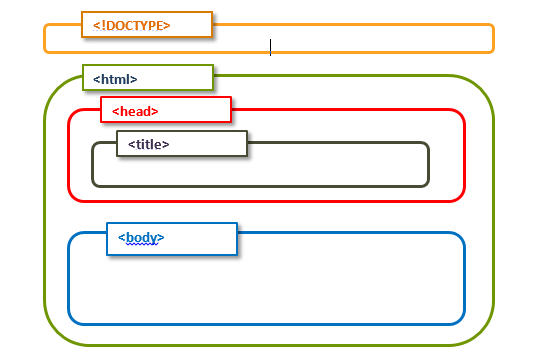 <!DOCTYPE>
<html>
<head>
<title>
<body>